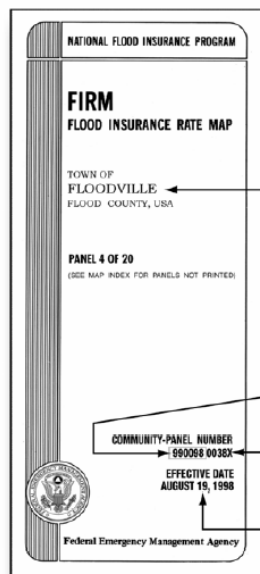 NATIONAL FLOOD INSURANCE PROGRAM
FIRM
FLOOD INSURANCE RATE MAP
TOWN OF
FLOODVILLE
FLOOD COUNTY, USA
PANEL 4 OF 20
(SEE MAP INDEX FOR PANELS NOT PRINTED)
COMMUNITY-PANEL NUMBER
990098 0038X
EFFECTIVE DATE
AUGUST 19, 1998
Federal Emergency Management Agency